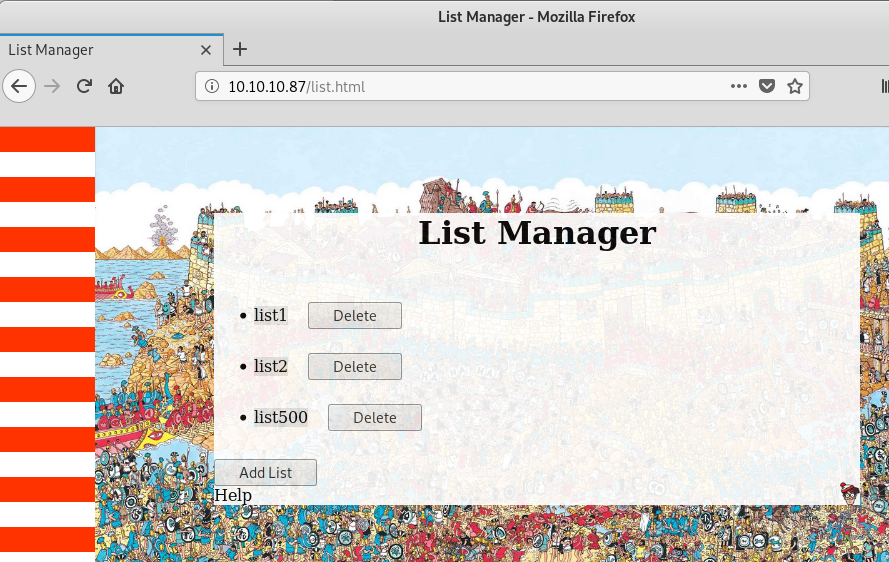 List Manager - Mozilla Firefox
List Manager
10.10.10.87/list.html
List Manager
list1 Delete
list2 Delete
list500 Delete
Add List
Help